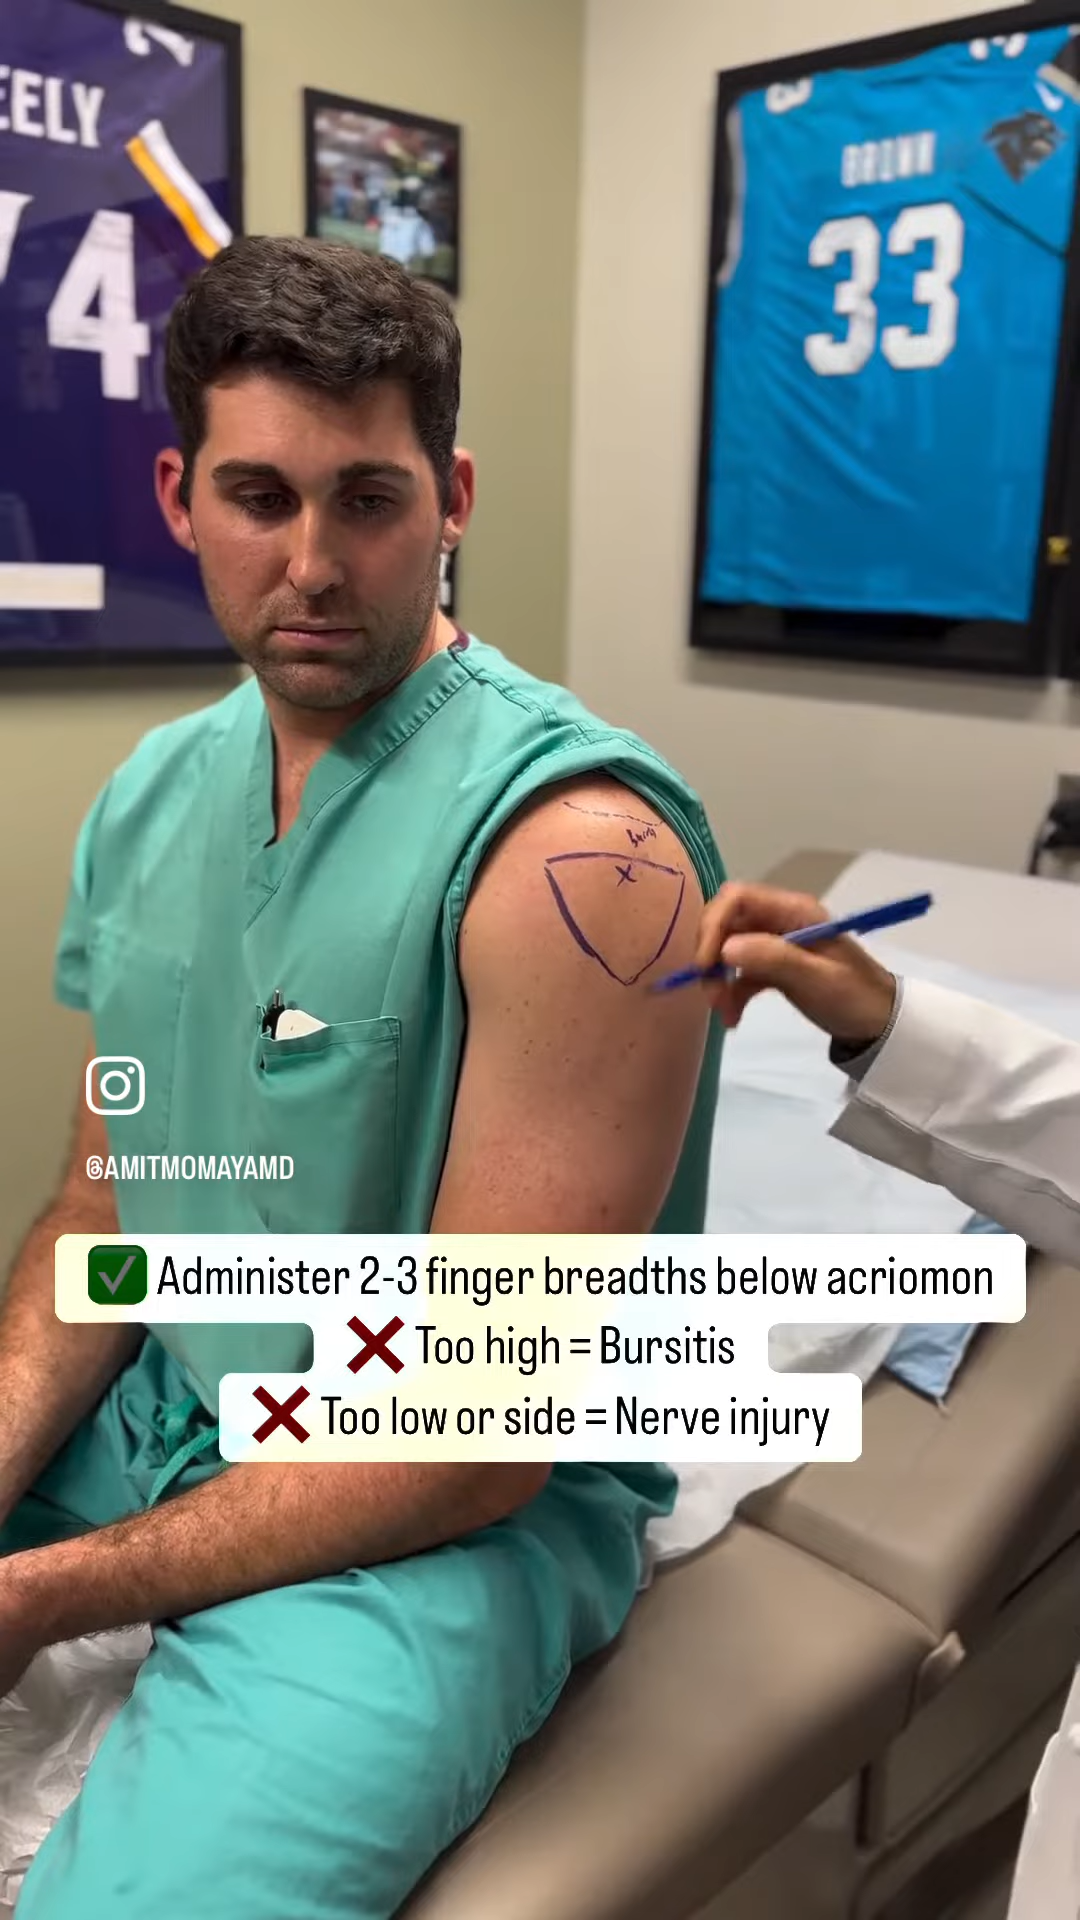 EELY
74
BROWN
33
Bursa
X
@AMITMOMAYAMD
✅ Administer 2-3 finger breadths below acriomon
❌ Too high = Bursitis
❌ Too low or side = Nerve injury